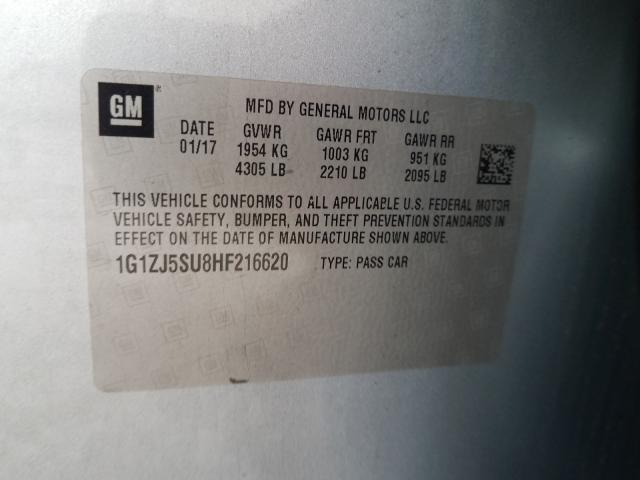 GM
MFD BY GENERAL MOTORS LLC
DATE GVWR GAWR FRT GAWR RR
01/17 1954 KG 1003 KG 951 KG
4305 LB 2210 LB 2095 LB
THIS VEHICLE CONFORMS TO ALL APPLICABLE U.S. FEDERAL MOTOR
VEHICLE SAFETY, BUMPER, AND THEFT PREVENTION STANDARDS IN
EFFECT ON THE DATE OF MANUFACTURE SHOWN ABOVE.
1G1ZJ5SU8HF216620 TYPE: PASS CAR